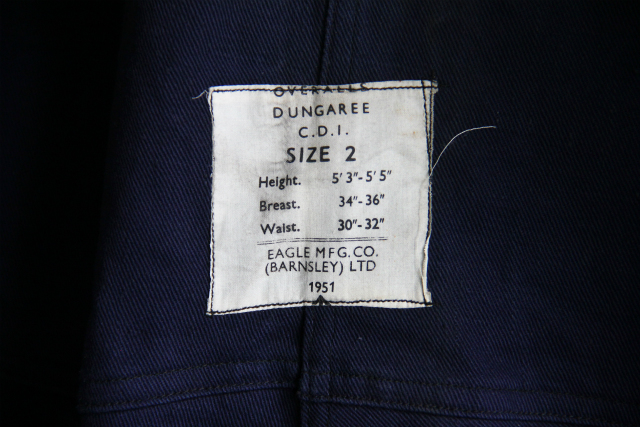 OVERALLS
DUNGAREE
C.D.I.
SIZE 2
Height. 5' 3"-5' 5"
Breast. 34"-36"
Waist. 30"-32"
EAGLE MFG. CO.
(BARNSLEY) LTD
1951